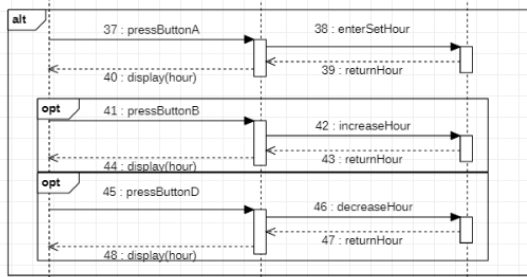 alt
37 : pressButtonA
38 : enterSetHour
39 : returnHour
40 : display(hour)
opt
41 : pressButtonB
42 : increaseHour
43 : returnHour
44 : display(hour)
opt
45 : pressButtonD
46 : decreaseHour
47 : returnHour
48 : display(hour)